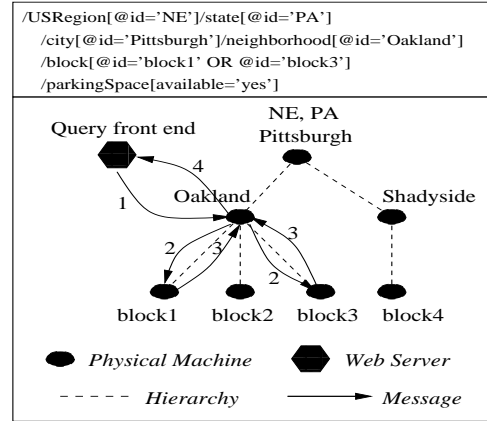 /USRegion[@id=’NE’]/state[@id=’PA’]
/city[@id=’Pittsburgh’]/neighborhood[@id=’Oakland’]
/block[@id=’block1’ OR @id=’block3’]
/parkingSpace[available=’yes’]
NE, PA
Query front end
Pittsburgh
4
1
Oakland
Shadyside
2
3
3
2
block1
block2
block3
block4
Physical Machine
Web Server
Hierarchy
Message